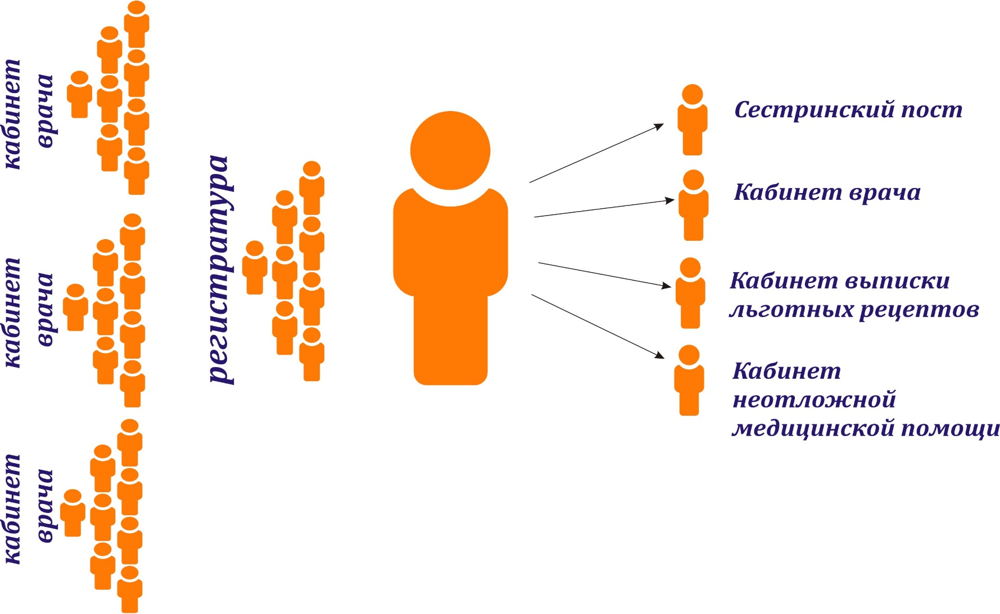 кабинет
врача
кабинет
врача
кабинет
врача
регистратура
Сестринский пост
Кабинет врача
Кабинет выписки
льготных рецептов
Кабинет
неотложной
медицинской помощи